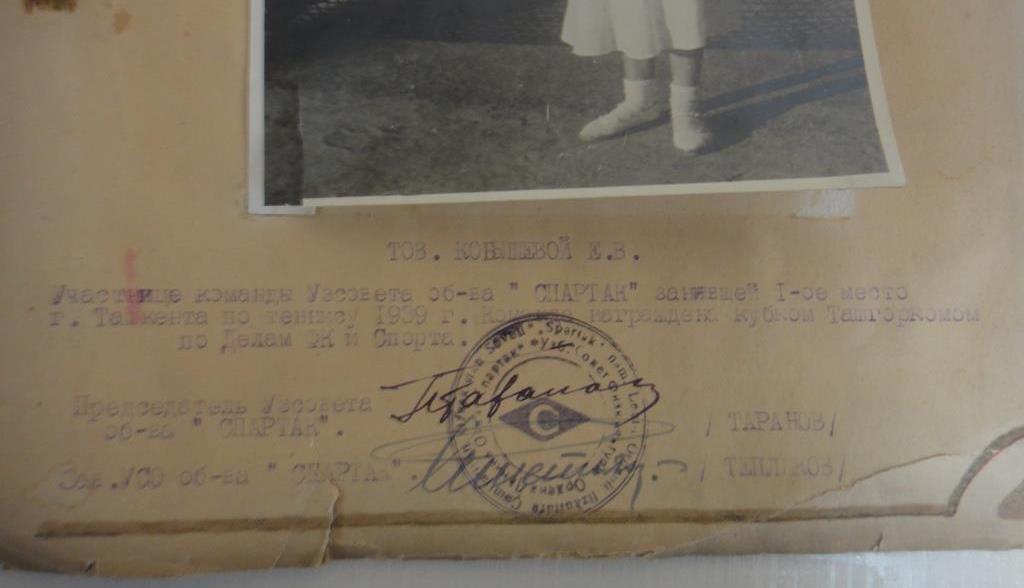 ТОВ. КОБЫШЕВОЙ Е.В.
Участнице команды Узсовета об-ва " СПАРТАК" занявшей I-ое место
г. Ташкента по теннису 1939 г. Команда награждена кубком Ташгоркомом
по Делам ФК и Спорта.
Председатель Узсовета
об-ва " СПАРТАК".
/ ТАРАНОВ/
Зав.УСО об-ва " СПАРТАК".
/ ТЕПЛЯКОВ/
С